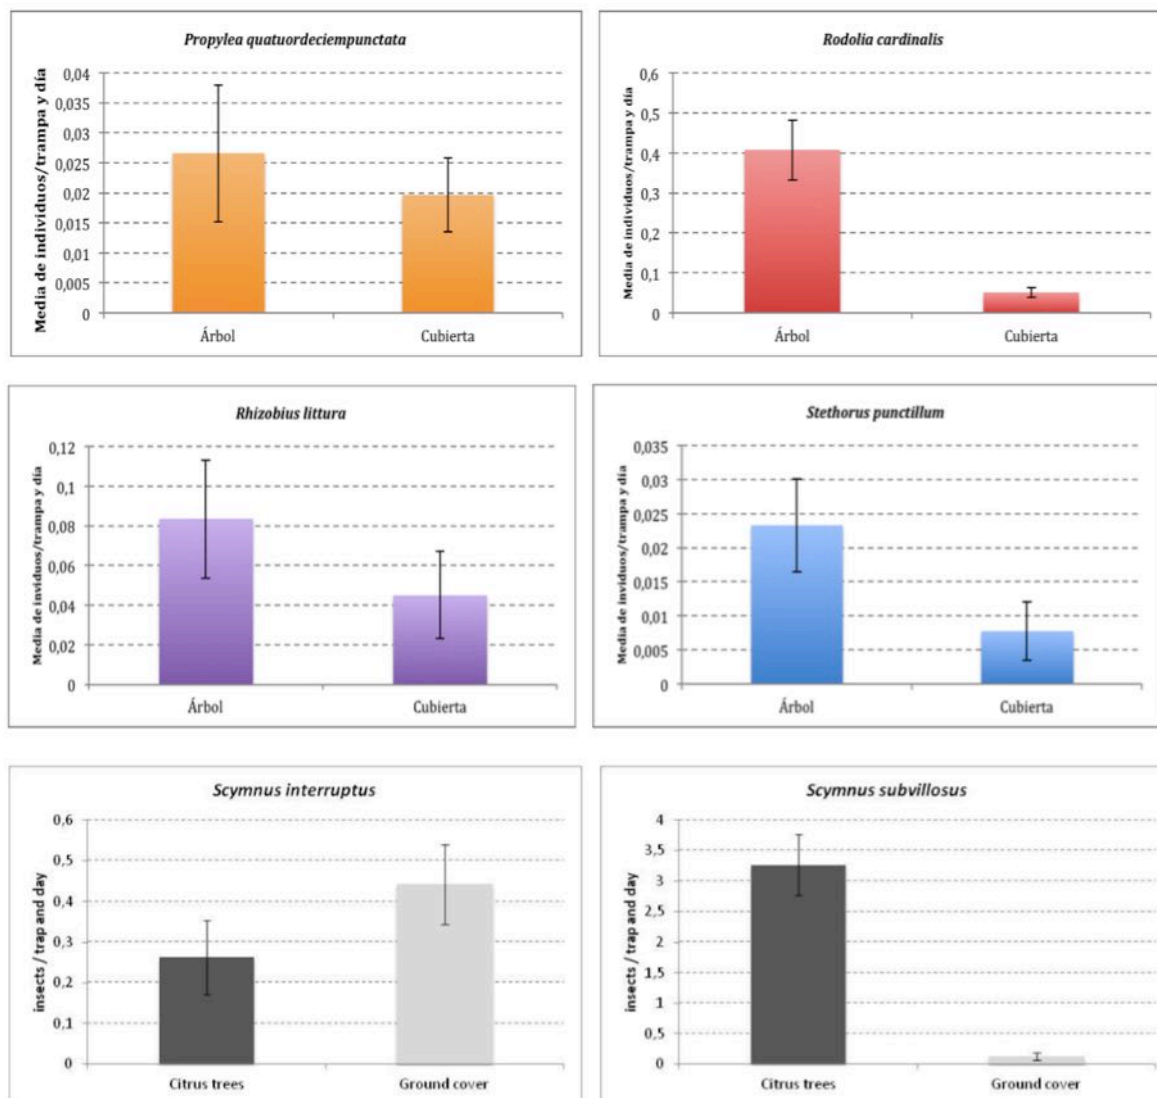 Propylea quatuordeciempunctata
Media de individuos/trampa y día
0,04
0,035
0,03
0,025
0,02
0,015
0,01
0,005
0
Árbol
Cubierta
Rodolia cardinalis
Media de individuos/trampa y día
0,6
0,5
0,4
0,3
0,2
0,1
0
Árbol
Cubierta
Rhizobius littura
Media de inviduos/trampa y día
0,12
0,1
0,08
0,06
0,04
0,02
0
Árbol
Cubierta
Stethorus punctillum
Media de inviduos/trampa y día
0,035
0,03
0,025
0,02
0,015
0,01
0,005
0
Árbol
Cubierta
Scymnus interruptus
insects / trap and day
0,6
0,5
0,4
0,3
0,2
0,1
0
Citrus trees
Ground cover
Scymnus subvillosus
insects / trap and day
4
3,5
3
2,5
2
1,5
1
0,5
0
Citrus trees
Ground cover